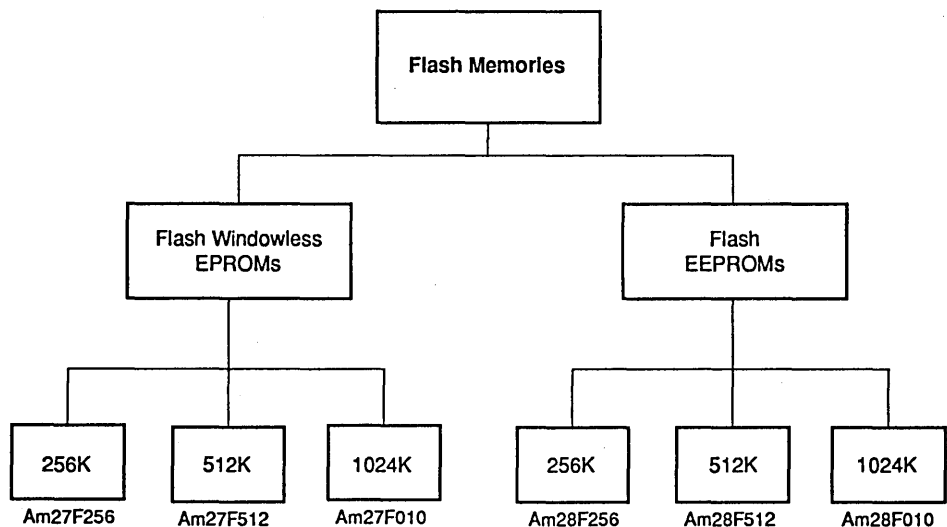 Flash Memories
Flash Windowless
EPROMs
Flash
EEPROMs
256K
512K
1024K
256K
512K
1024K
Am27F256
Am27F512
Am27F010
Am28F256
Am28F512
Am28F010